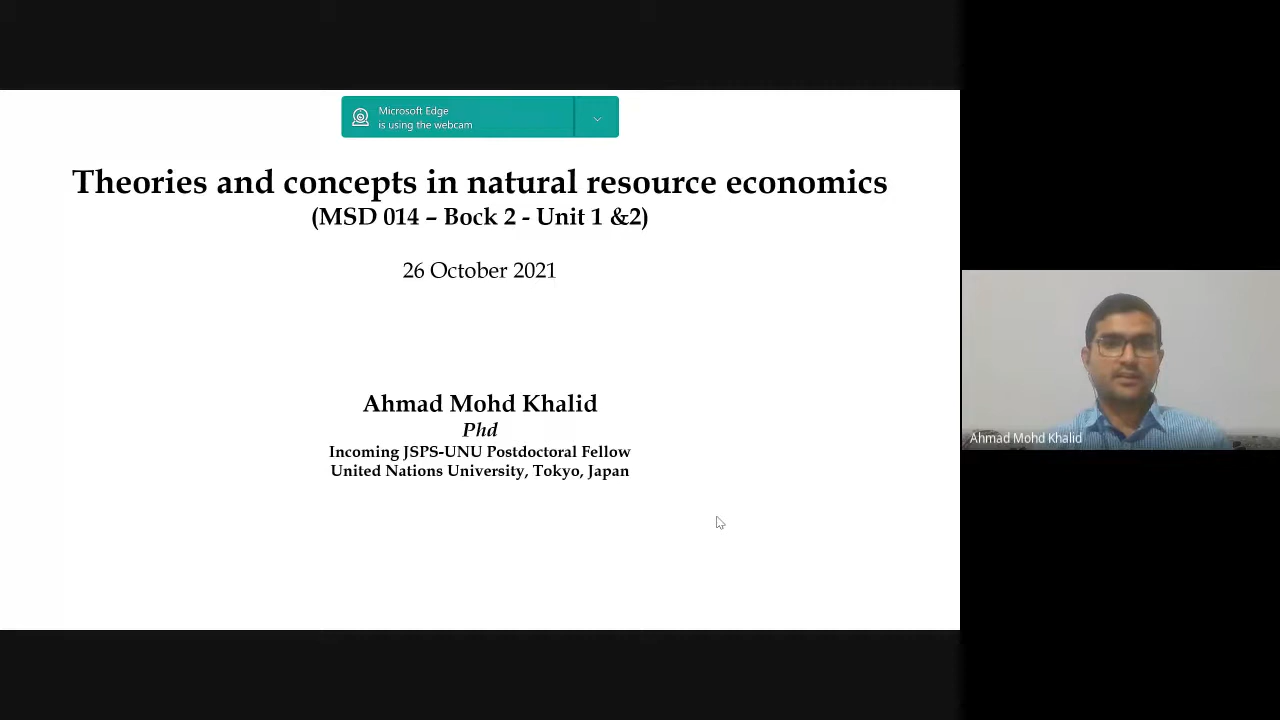 Microsoft Edge
is using the webcam
Theories and concepts in natural resource economics
(MSD 014 – Bock 2 - Unit 1 &2)
26 October 2021
Ahmad Mohd Khalid
Phd
Incoming JSPS-UNU Postdoctoral Fellow
United Nations University, Tokyo, Japan
Ahmad Mohd Khalid